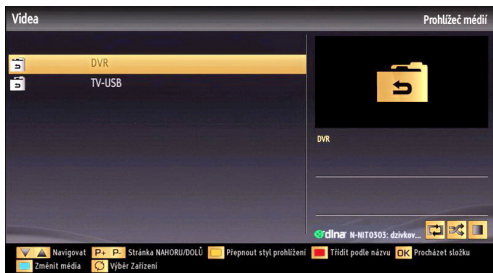 Videa
Prohlížeč médií
DVR
TV-USB
DVR
dlna N-NIT0303: dzivkov...
Navigovat P+ P- Stránka NAHORU/DOLŮ Přepnout styl prohlížení Třídit podle názvu OK Procházet složku
Změnit média Výběr Zařízení